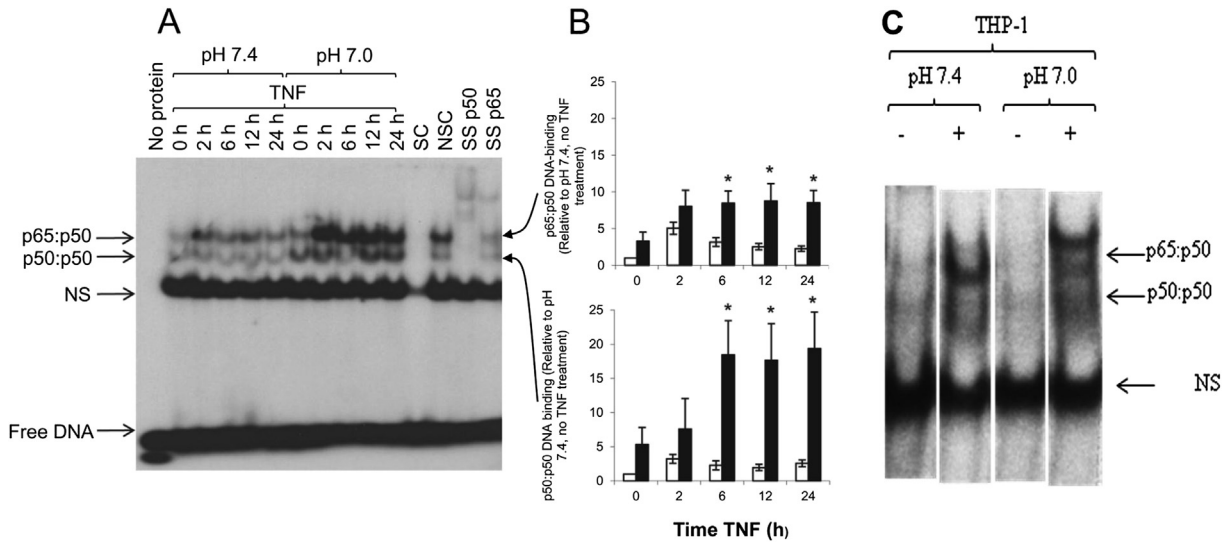 A
pH 7.4 pH 7.0
TNF
No protein
0 h
2 h
6 h
12 h
24 h
0 h
2 h
6 h
12 h
24 h
SC
NSC
SS p50
SS p65
p65:p50
p50:p50
NS
Free DNA
B
p65:p50 DNA-binding
(Relative to pH 7.4, no TNF
treatment)
25
20
15
10
5
0
* * *
0 2 6 12 24
p50:p50 DNA binding (Relative to pH
7.4, no TNF treatment)
25
20
15
10
5
0
* * *
0 2 6 12 24
Time TNF (h)
C
THP-1
pH 7.4 pH 7.0
- + - +
p65:p50
p50:p50
NS